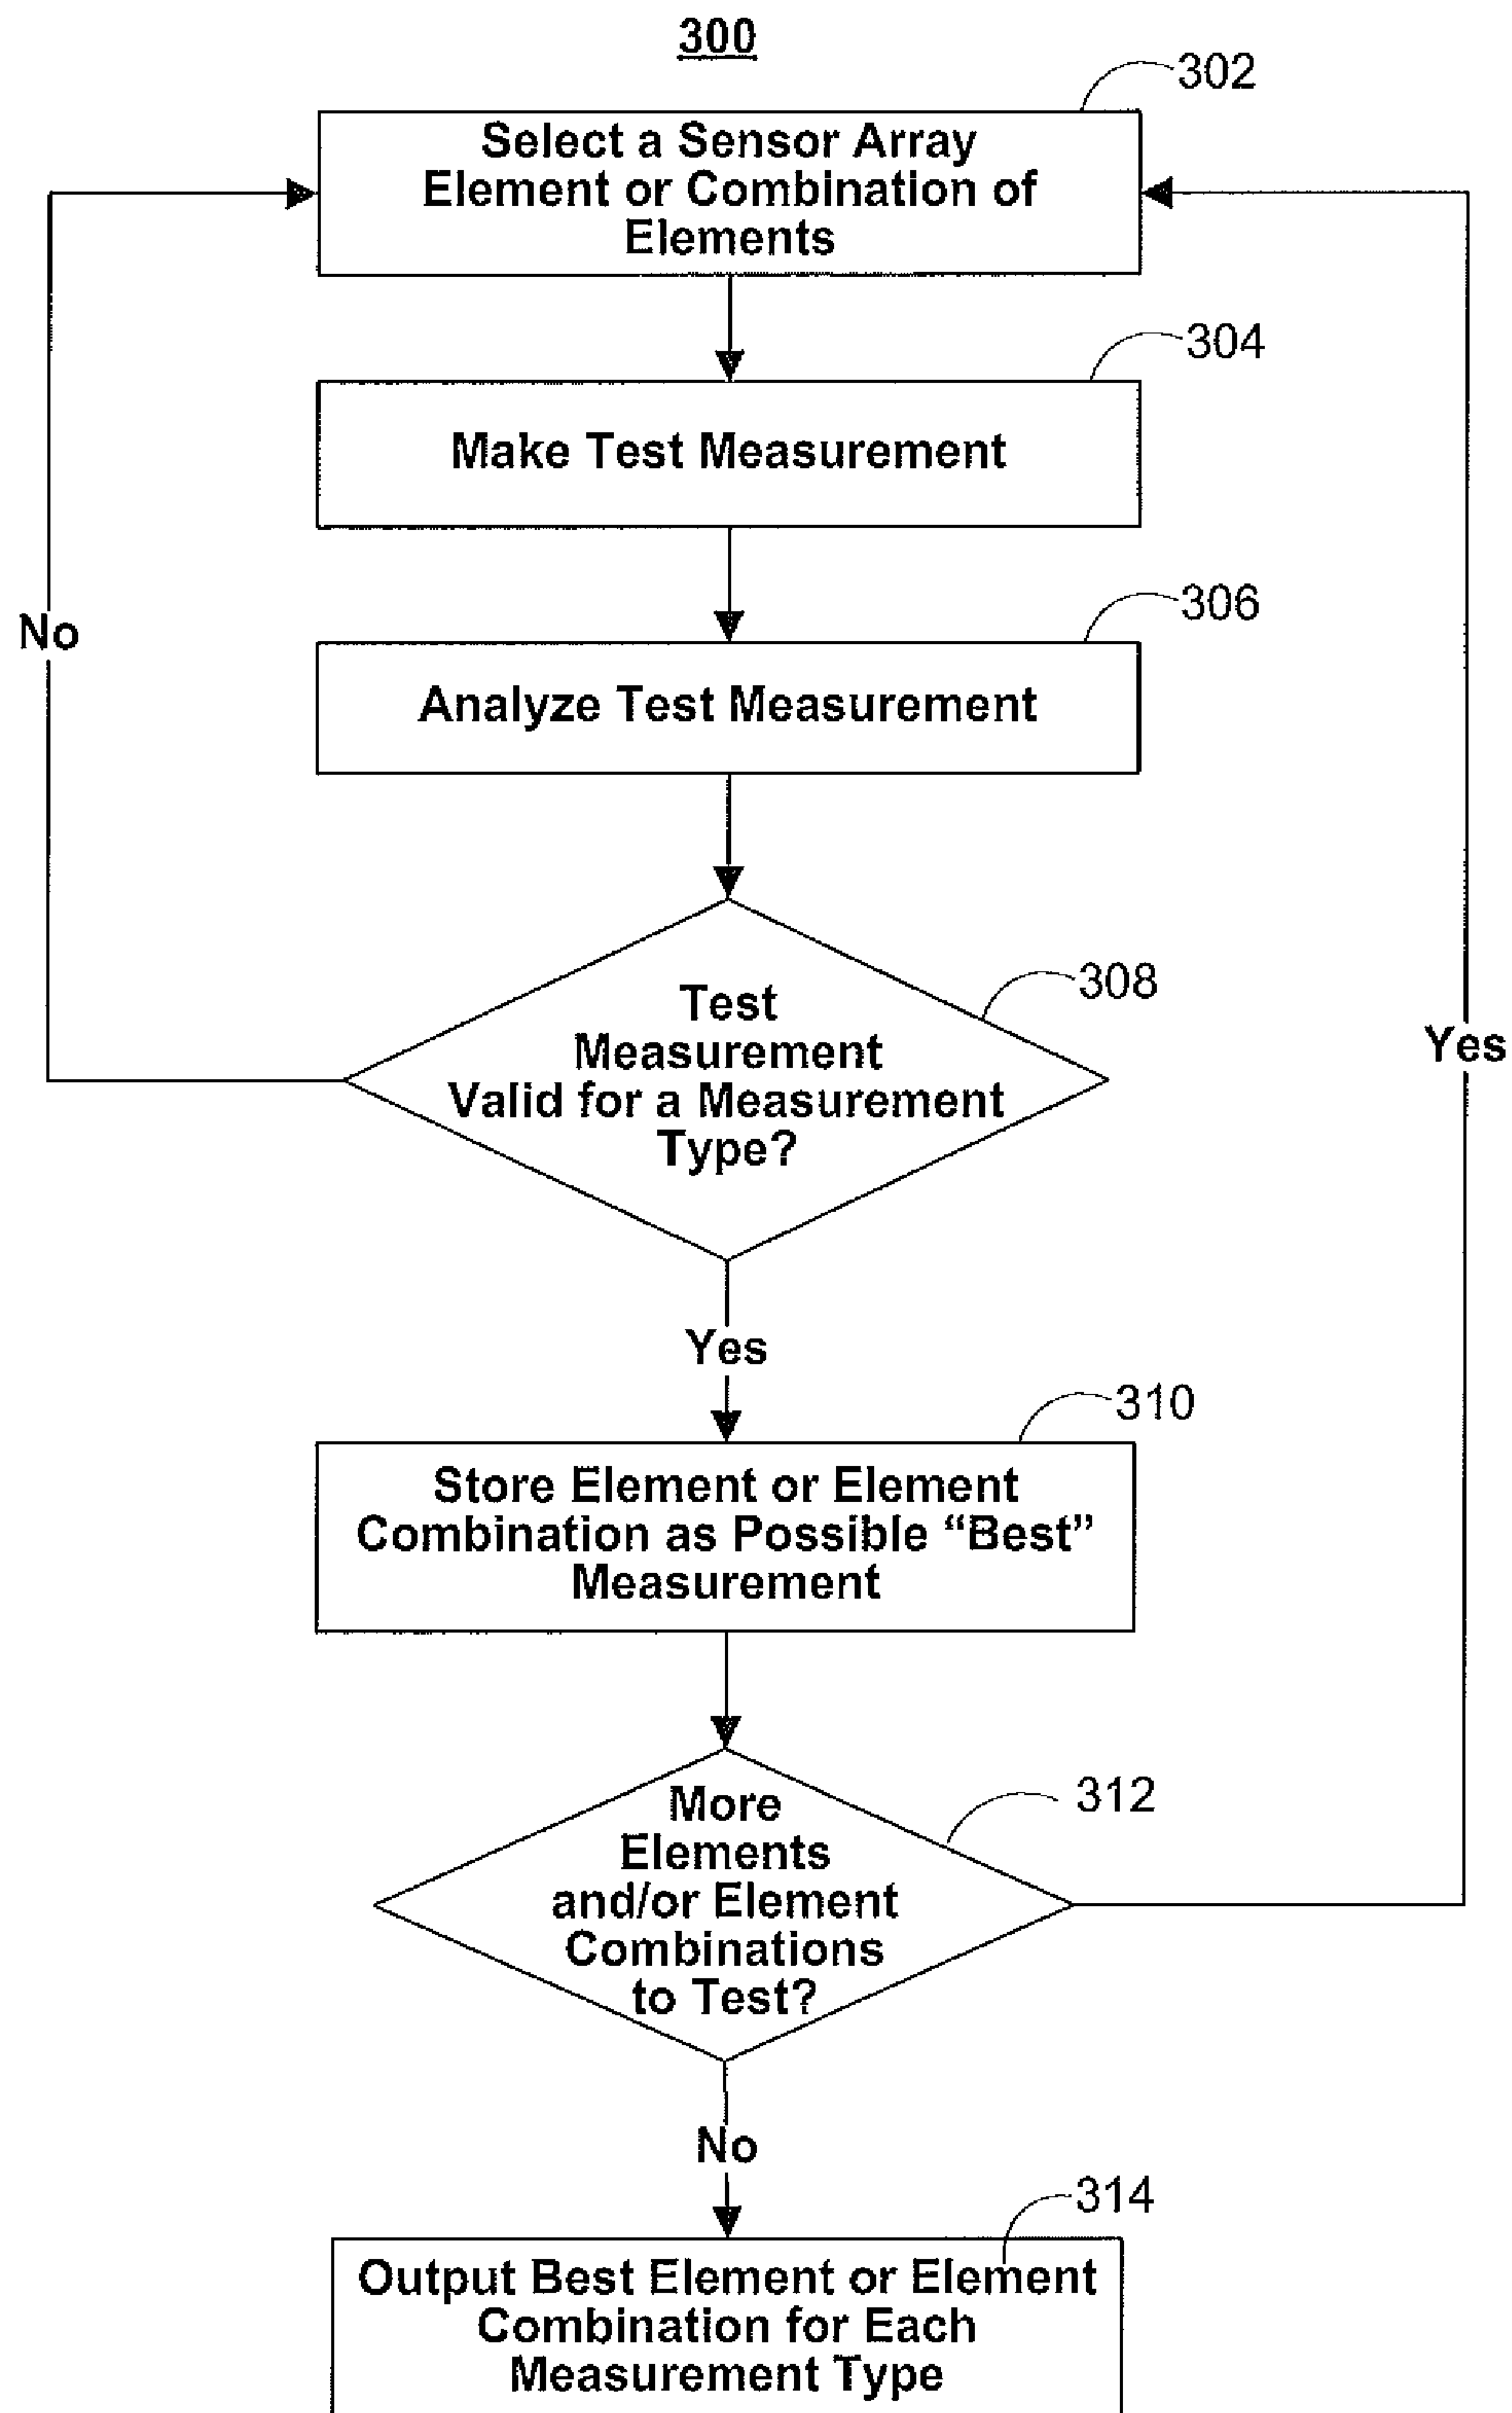 300
302
Select a Sensor Array
Element or Combination of
Elements
304
Make Test Measurement
306
Analyze Test Measurement
No
308
Test
Measurement
Valid for a Measurement
Type?
Yes
Yes
310
Store Element or Element
Combination as Possible “Best”
Measurement
312
More
Elements
and/or Element
Combinations
to Test?
No
314
Output Best Element or Element
Combination for Each
Measurement Type